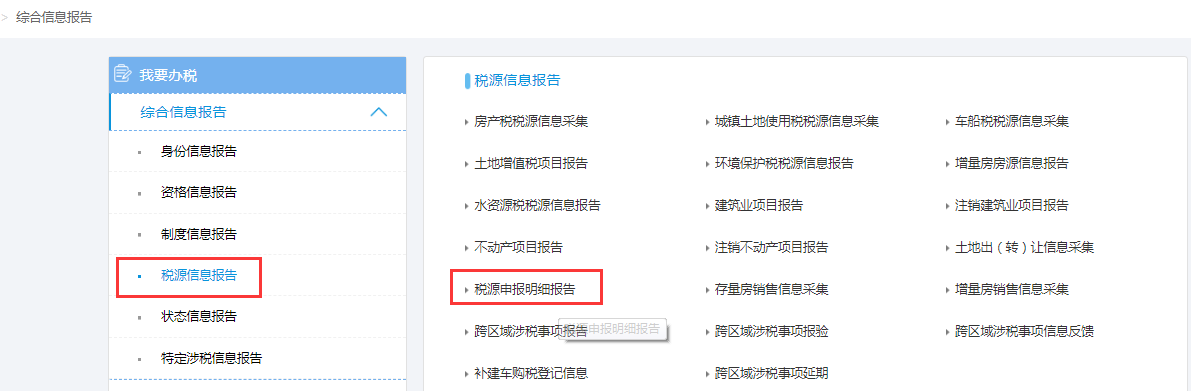 > 综合信息报告
我要办税
综合信息报告
身份信息报告
资格信息报告
制度信息报告
税源信息报告
状态信息报告
特定涉税信息报告
税源信息报告
房产税税源信息采集 城镇土地使用税税源信息采集 车船税税源信息采集
土地增值税项目报告 环境保护税税源信息报告 增量房房源信息报告
水资源税税源信息报告 建筑业项目报告 注销建筑业项目报告
不动产项目报告 注销不动产项目报告 土地出（转）让信息采集
税源申报明细报告 存量房销售信息采集 增量房销售信息采集
跨区域涉税事项报告 跨区域涉税事项报验 跨区域涉税事项信息反馈
申报明细报告
补建车购税登记信息 跨区域涉税事项延期